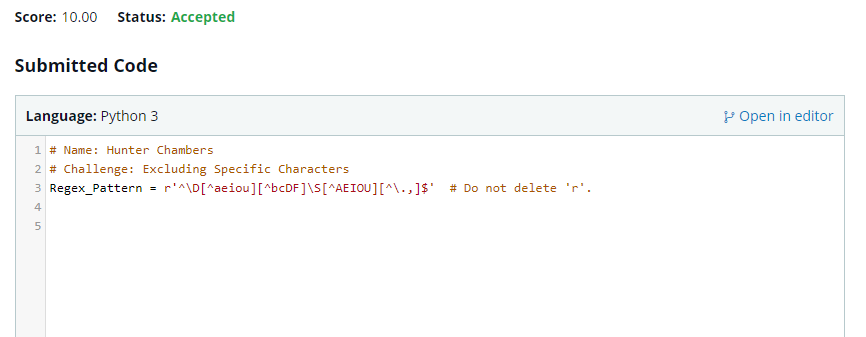 Score: 10.00 Status: Accepted
Submitted Code
Language: Python 3 Open in editor
1 # Name: Hunter Chambers
2 # Challenge: Excluding Specific Characters
3 Regex_Pattern = r'^\D[^aeiou][^bcDF]\S[^AEIOU][^\.,]$' # Do not delete 'r'.
4
5